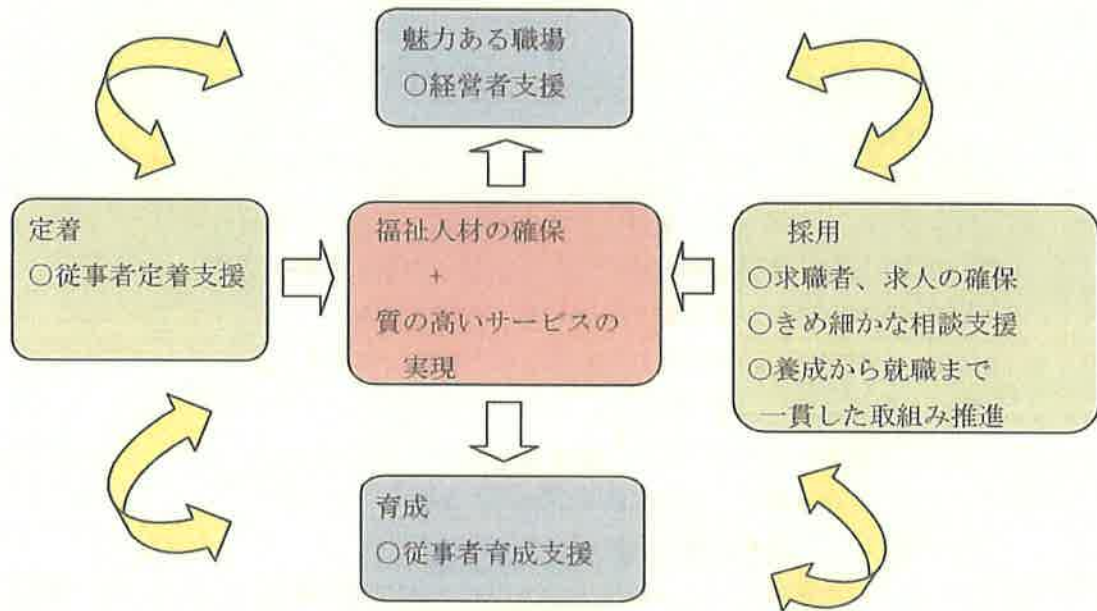 魅力ある職場
○経営者支援
定着
○従事者定着支援
福祉人材の確保
+
質の高いサービスの
実現
採用
○求職者、求人の確保
○きめ細かな相談支援
○養成から就職まで
一貫した取組み推進
育成
○従事者育成支援